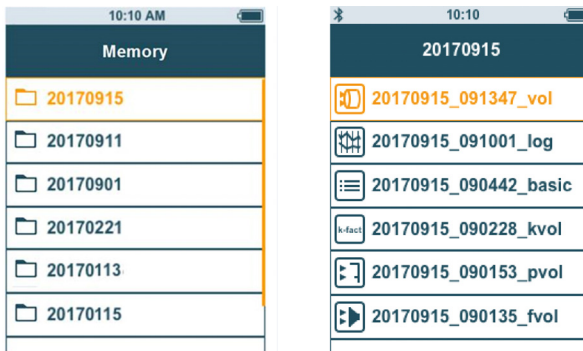 10:10 AM
Memory
20170915
20170911
20170901
20170221
20170113
20170115
10:10
20170915
20170915_091347_vol
20170915_091001_log
20170915_090442_basic
k-fact
20170915_090228_kvol
20170915_090153_pvol
20170915_090135_fvol